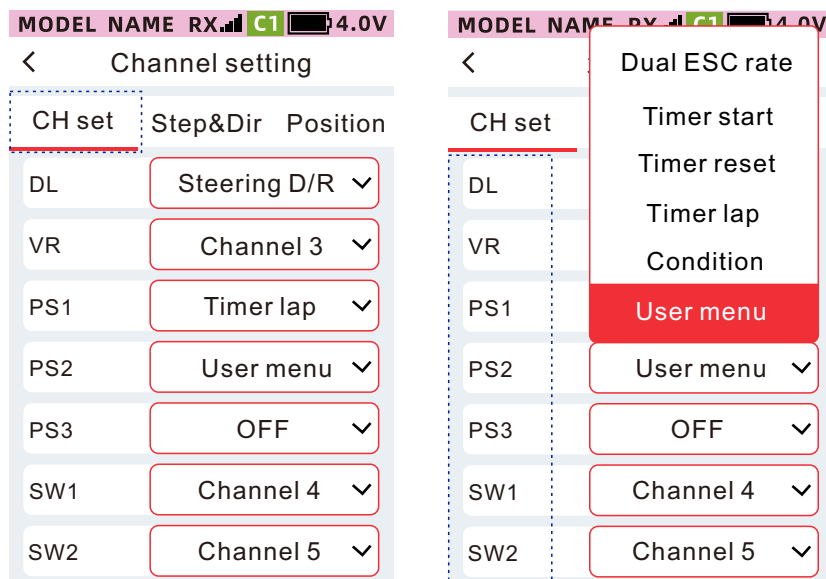 MODEL NAME RX C1 4.0V
Channel setting
CH set Step&Dir Position
DL Steering D/R
VR Channel 3
PS1 Timer lap
PS2 User menu
PS3 OFF
SW1 Channel 4
SW2 Channel 5
MODEL NAME RX C1 4.0V
CH set
Dual ESC rate
Timer start
Timer reset
Timer lap
Condition
User menu
DL
VR
PS1
PS2 User menu
PS3 OFF
SW1 Channel 4
SW2 Channel 5